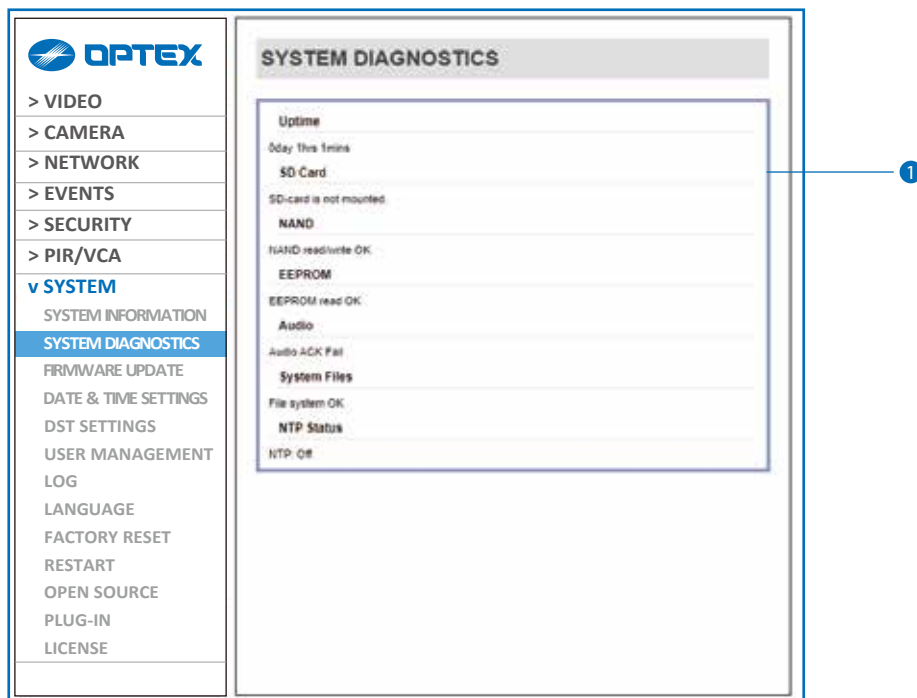 OPTEX
> VIDEO
> CAMERA
> NETWORK
> EVENTS
> SECURITY
> PIR/VCA
v SYSTEM
SYSTEM INFORMATION
SYSTEM DIAGNOSTICS
FIRMWARE UPDATE
DATE & TIME SETTINGS
DST SETTINGS
USER MANAGEMENT
LOG
LANGUAGE
FACTORY RESET
RESTART
OPEN SOURCE
PLUG-IN
LICENSE
SYSTEM DIAGNOSTICS
Uptime
0day 1hrs 1mins
SD Card
SD-card is not mounted.
NAND
NAND read/write OK
EEPROM
EEPROM read OK
Audio
Audio ACK Fail
System Files
File system OK
NTP Status
NTP: Off
1